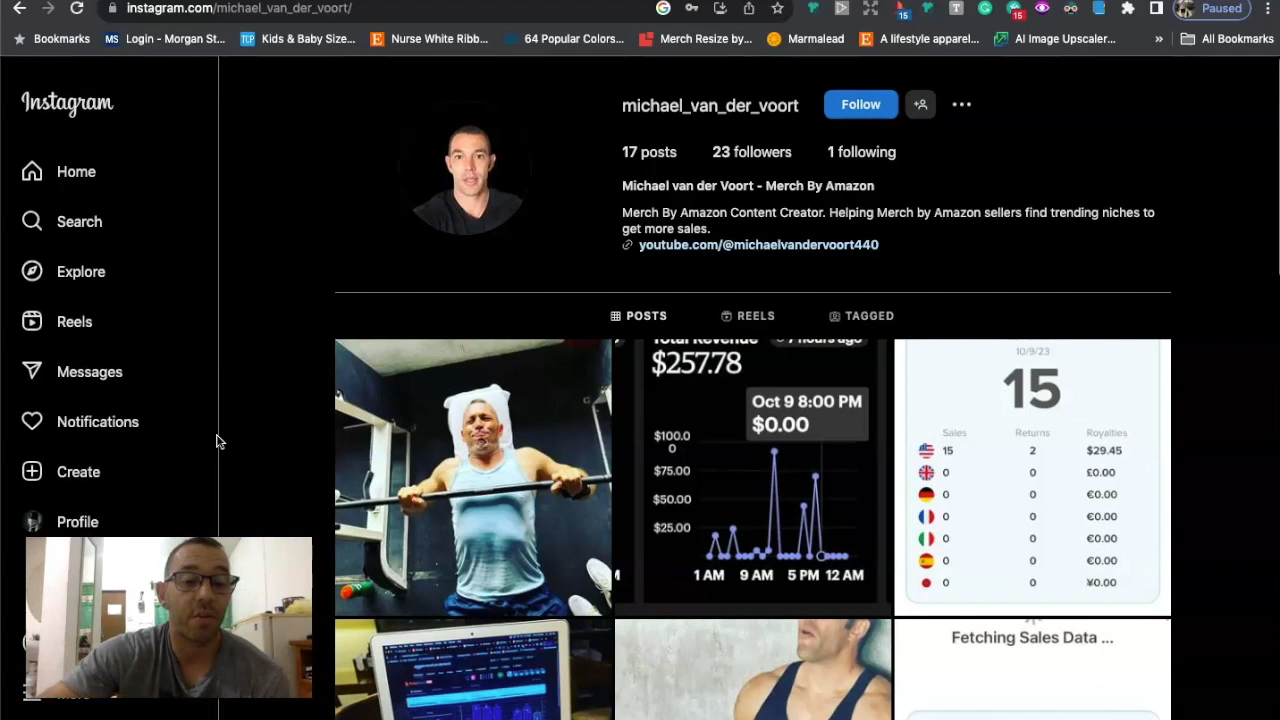 instagram.com/michael_van_der_voort/
15
15
Paused
Bookmarks
MS Login - Morgan St...
TCP Kids & Baby Size...
E Nurse White Ribb...
64 Popular Colors...
Merch Resize by...
Marmalead
E A lifestyle apparel...
AI Image Upscaler...
»
All Bookmarks
Instagram
michael_van_der_voort
Follow
17 posts
23 followers
1 following
Home
Michael van der Voort - Merch By Amazon
Search
Merch By Amazon Content Creator. Helping Merch by Amazon sellers find trending niches to
get more sales.
youtube.com/@michaelvandervoort440
Explore
Reels
POSTS
REELS
TAGGED
Messages
Notifications
Create
Profile
Total Revenue
7 hours ago
$257.78
Oct 9 8:00 PM
$0.00
$100.0
0
$75.00
$50.00
$25.00
1 AM 9 AM 5 PM 12 AM
10/9/23
15
Sales Returns Royalties
15 2 $29.45
0 0 £0.00
0 0 €0.00
0 0 €0.00
0 0 €0.00
0 0 €0.00
0 0 ¥0.00
Fetching Sales Data ...